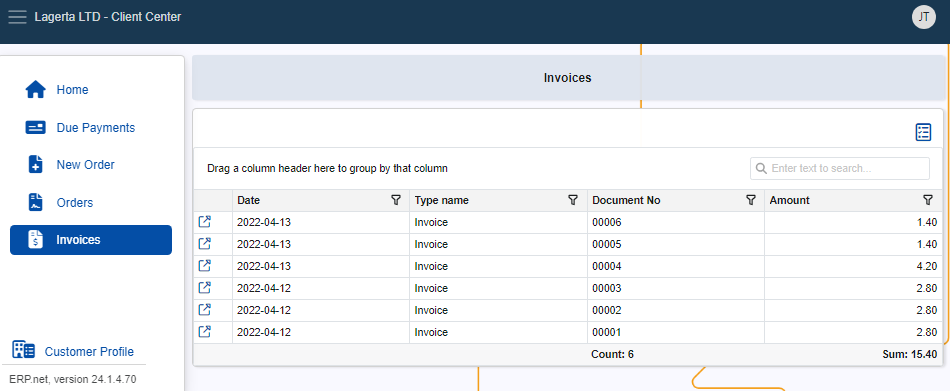 Lagerta LTD - Client Center
JT
Home
Due Payments
New Order
Orders
Invoices
Customer Profile
ERP.net, version 24.1.4.70
Invoices
Drag a column header here to group by that column
Enter text to search...
Date Type name Document No Amount
2022-04-13 Invoice 00006 1.40
2022-04-13 Invoice 00005 1.40
2022-04-13 Invoice 00004 4.20
2022-04-12 Invoice 00003 2.80
2022-04-12 Invoice 00002 2.80
2022-04-12 Invoice 00001 2.80
Count: 6 Sum: 15.40